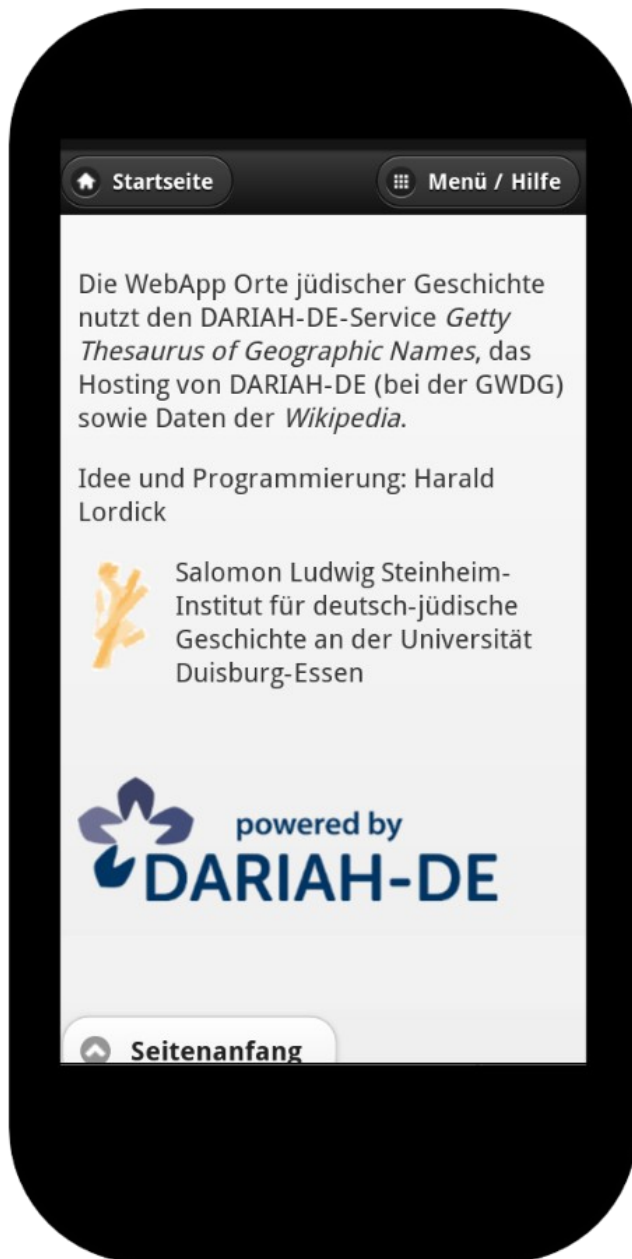 Startseite
Menü / Hilfe
Die WebApp Orte jüdischer Geschichte
nutzt den DARIAH-DE-Service Getty
Thesaurus of Geographic Names, das
Hosting von DARIAH-DE (bei der GWDG)
sowie Daten der Wikipedia.
Idee und Programmierung: Harald
Lordick
Salomon Ludwig Steinheim-
Institut für deutsch-jüdische
Geschichte an der Universität
Duisburg-Essen
powered by
DARIAH-DE
Seitenanfang